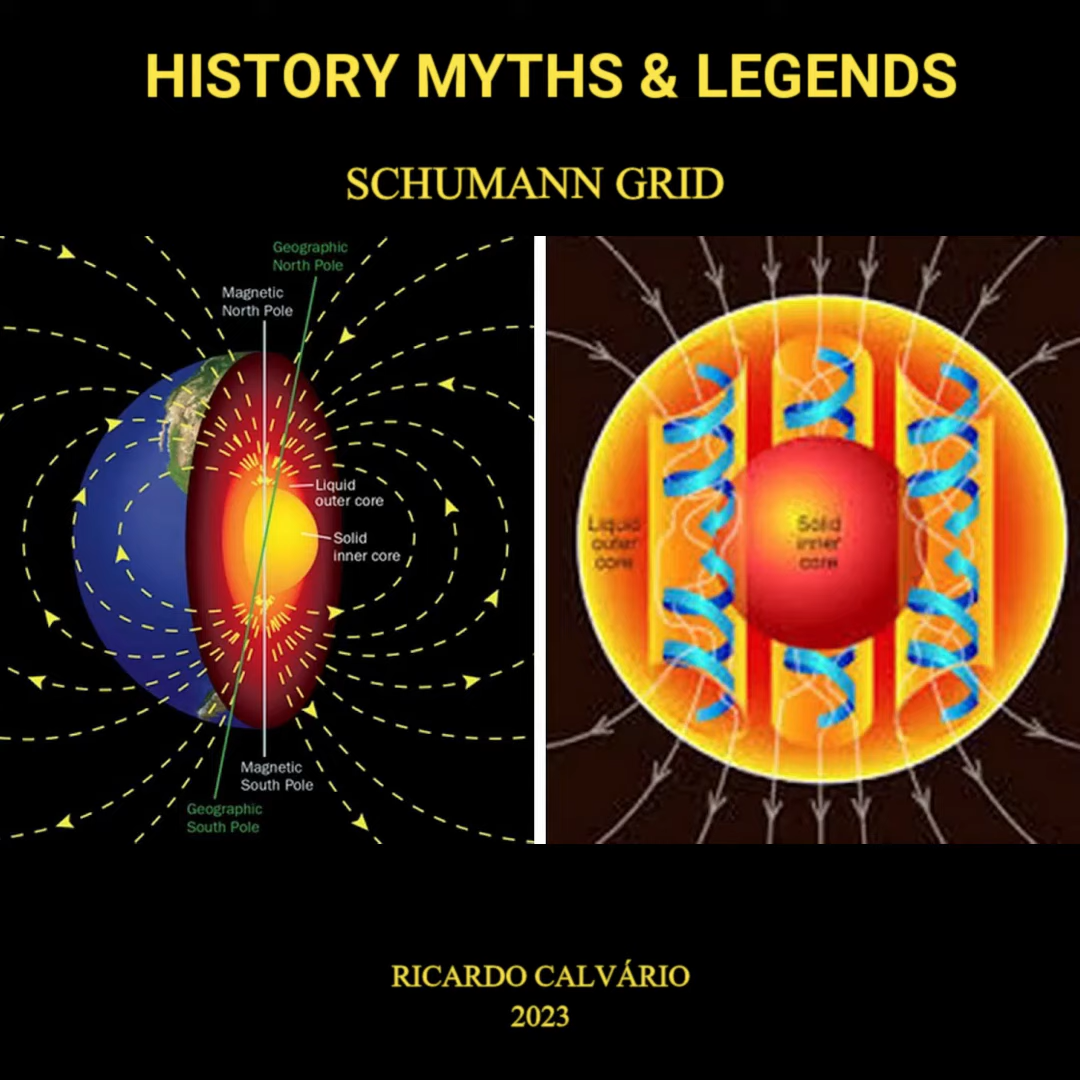 HISTORY MYTHS & LEGENDS
SCHUMANN GRID
Geographic
North Pole
Magnetic
North Pole
Liquid
outer core
Solid
inner core
Magnetic
South Pole
Geographic
South Pole
Liquid
outer
core
Solid
inner
core
RICARDO CALVÁRIO
2023